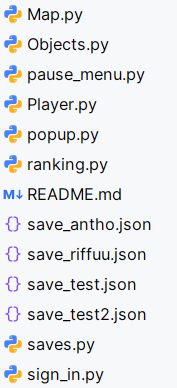 Map.py
Objects.py
pause_menu.py
Player.py
popup.py
ranking.py
M↓ README.md
{} save_antho.json
{} save_riffuu.json
{} save_test.json
{} save_test2.json
saves.py
sign_in.py